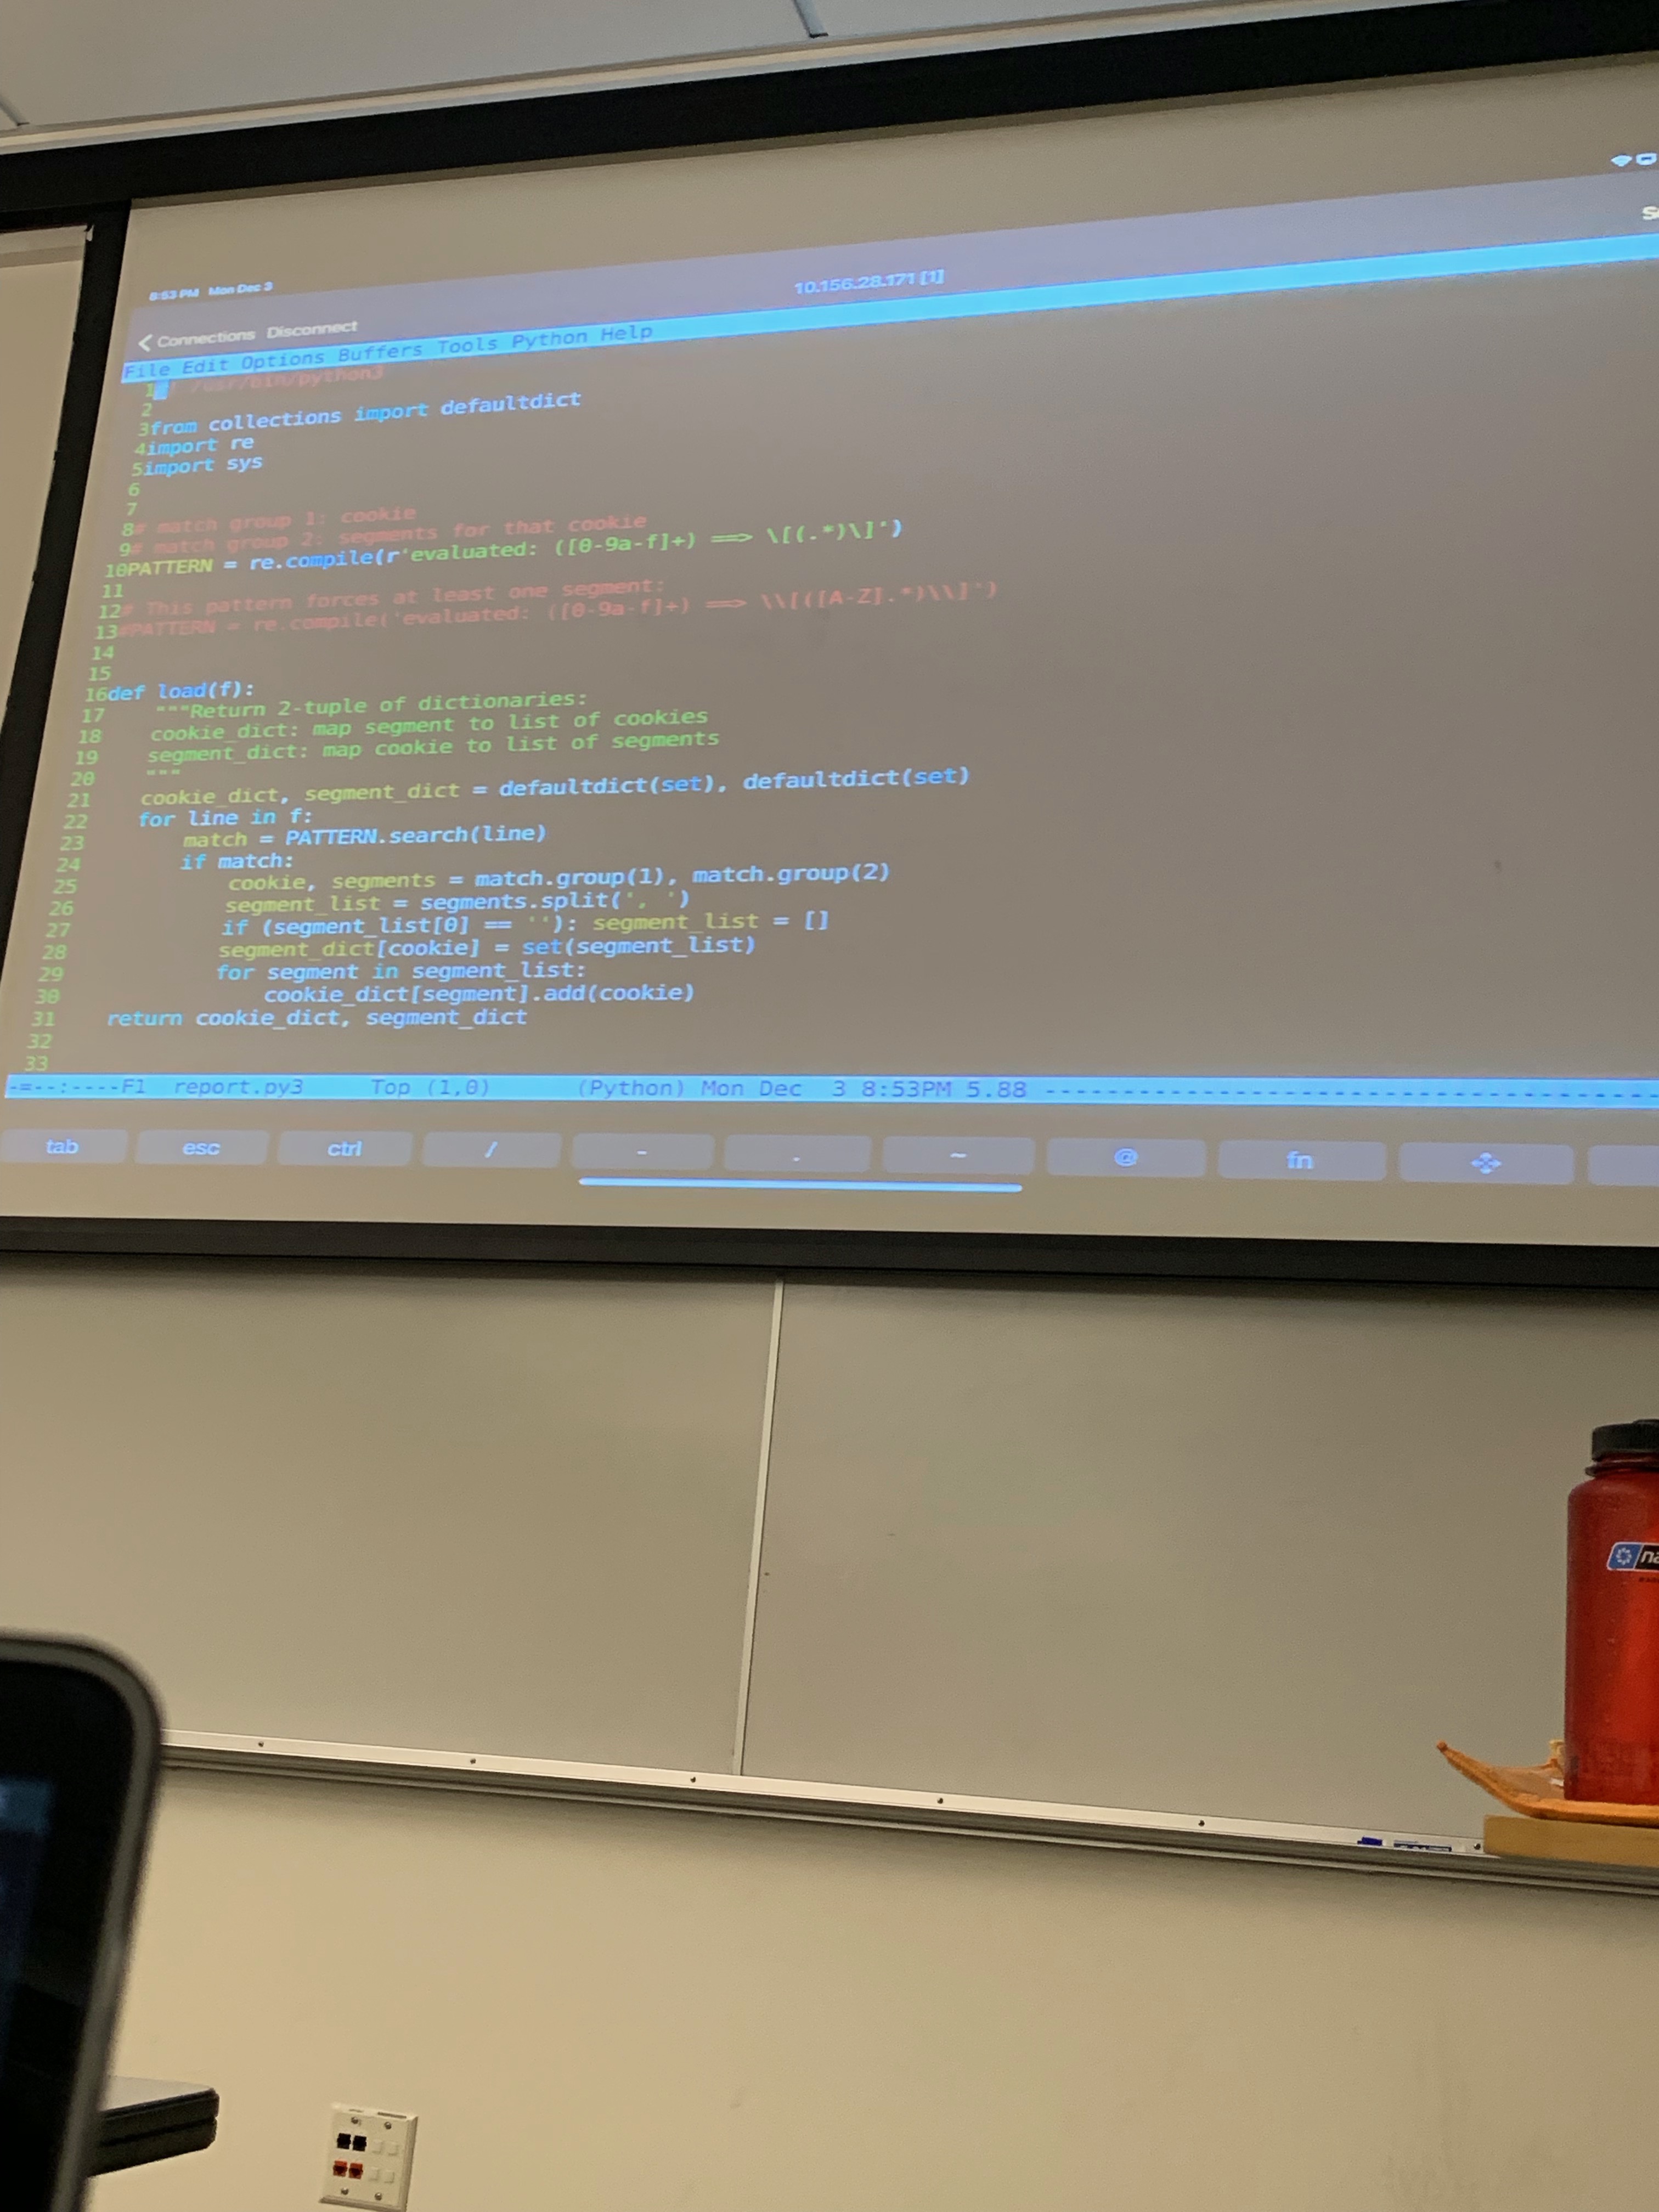 8:53 PM Mon Dec 3
10.156.28.171 [1]
Connections Disconnect
File Edit Options Buffers Tools Python Help
1 ! /usr/bin/python3
2
3from collections import defaultdict
4import re
5import sys
6
7
8# match group 1: cookie
9# match group 2: segments for that cookie
10PATTERN = re.compile(r'evaluated: ([0-9a-f]+) ==> \[(.*)\]')
11
12# This pattern forces at least one segment:
13#PATTERN = re.compile('evaluated: ([0-9a-f]+) ==> \\[([A-Z].*)\\]')
14
15
16def load(f):
17    """Return 2-tuple of dictionaries:
18    cookie_dict: map segment to list of cookies
19    segment_dict: map cookie to list of segments
20    """
21    cookie_dict, segment_dict = defaultdict(set), defaultdict(set)
22    for line in f:
23        match = PATTERN.search(line)
24        if match:
25            cookie, segments = match.group(1), match.group(2)
26            segment_list = segments.split(', ')
27            if (segment_list[0] == ''): segment_list = []
28            segment_dict[cookie] = set(segment_list)
29            for segment in segment_list:
30                cookie_dict[segment].add(cookie)
31    return cookie_dict, segment_dict
32
33
-=--:----F1  report.py3      Top (1,0)      (Python) Mon Dec  3 8:53PM 5.88 --------------------------------
tab esc ctrl / - . ~ @ fn